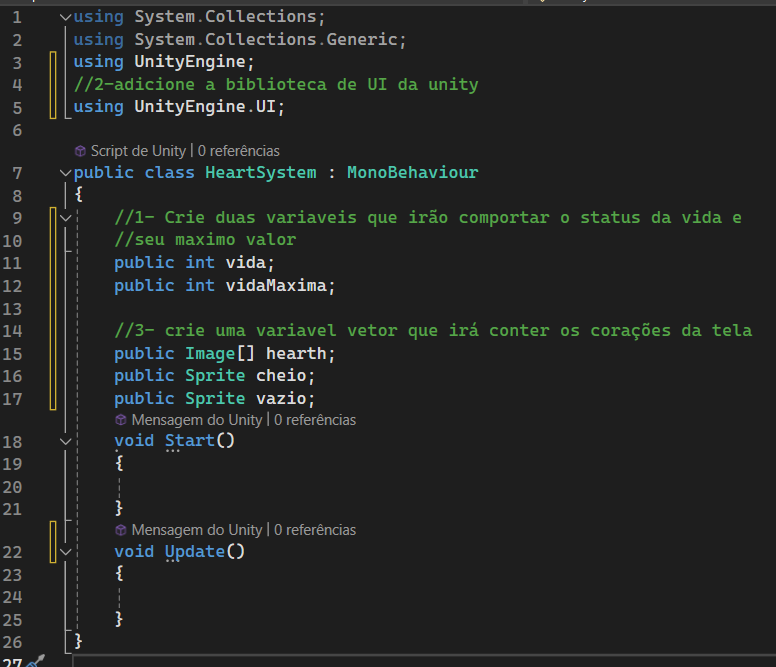 1 using System.Collections;
2 using System.Collections.Generic;
3 using UnityEngine;
4 //2-adicione a biblioteca de UI da unity
5 using UnityEngine.UI;
6
Script de Unity | 0 referências
7 public class HeartSystem : MonoBehaviour
8 {
9 //1- Crie duas variaveis que irão comportar o status da vida e
10 //seu maximo valor
11 public int vida;
12 public int vidaMaxima;
13
14 //3- crie uma variavel vetor que irá conter os corações da tela
15 public Image[] hearth;
16 public Sprite cheio;
17 public Sprite vazio;
Mensagem do Unity | 0 referências
18 void Start()
19 {
20
21 }
Mensagem do Unity | 0 referências
22 void Update()
23 {
24
25 }
26 }
27